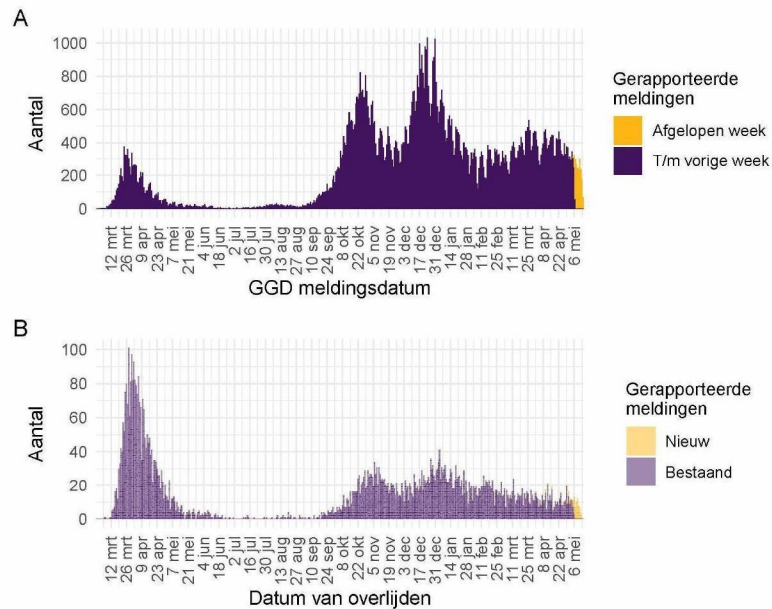 A
1000
800
600
400
200
0
Aantal
12 mrt
26 mrt
9 apr
23 apr
7 mei
21 mei
4 jun
18 jun
2 jul
16 jul
30 jul
13 aug
27 aug
10 sep
24 sep
8 okt
22 okt
5 nov
19 nov
3 dec
17 dec
31 dec
14 jan
28 jan
11 feb
25 feb
11 mrt
25 mrt
8 apr
22 apr
6 mei
GGD meldingsdatum
Gerapporteerde
meldingen
Afgelopen week
T/m vorige week
B
100
80
60
40
20
0
Aantal
12 mrt
26 mrt
9 apr
23 apr
7 mei
21 mei
4 jun
18 jun
2 jul
16 jul
30 jul
13 aug
27 aug
10 sep
24 sep
8 okt
22 okt
5 nov
19 nov
3 dec
17 dec
31 dec
14 jan
28 jan
11 feb
25 feb
11 mrt
25 mrt
8 apr
22 apr
6 mei
Datum van overlijden
Gerapporteerde
meldingen
Nieuw
Bestaand